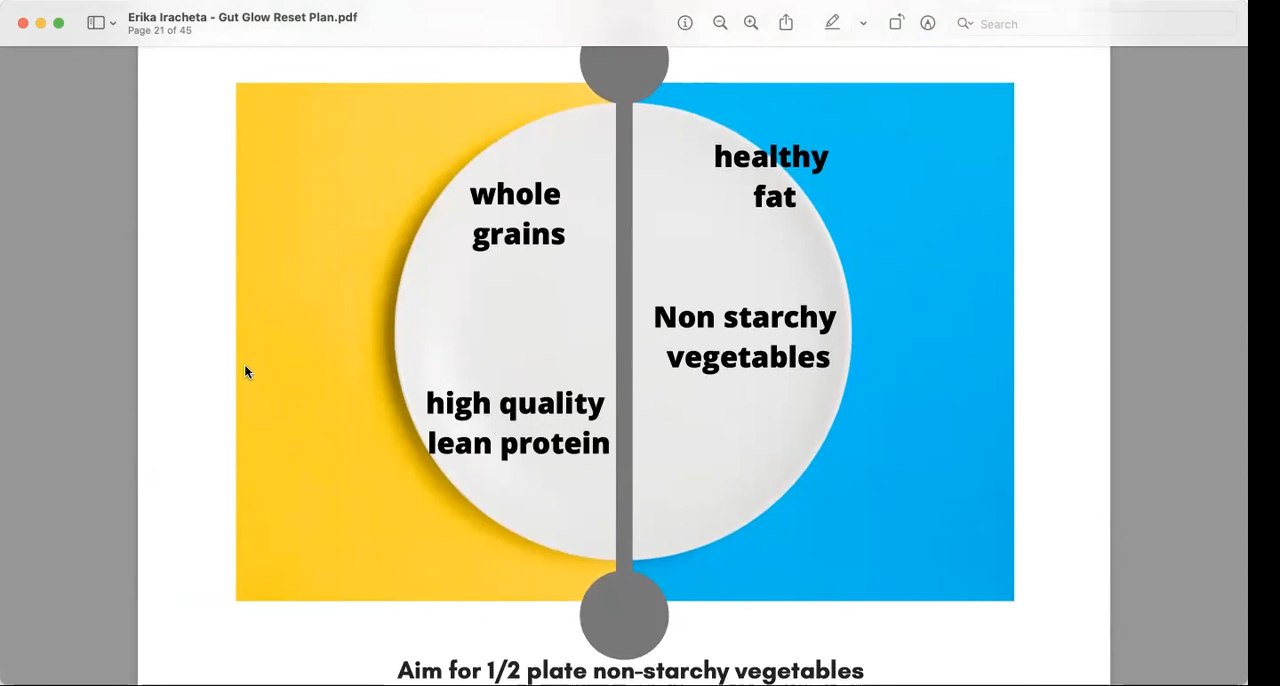 Erika Iracheta - Gut Glow Reset Plan.pdf
Page 21 of 45
Search
whole
grains
high quality
lean protein
healthy
fat
Non starchy
vegetables
Aim for 1/2 plate non-starchy vegetables